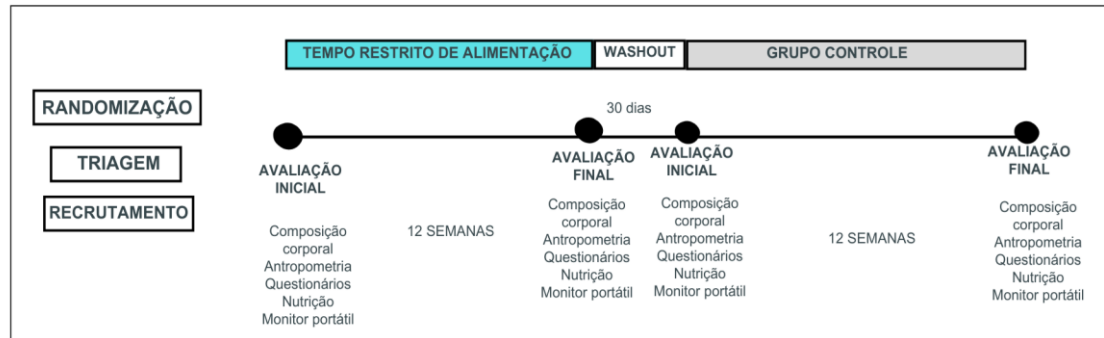 TEMPO RESTRITO DE ALIMENTAÇÃO
WASHOUT
GRUPO CONTROLE
RANDOMIZAÇÃO
TRIAGEM
RECRUTAMENTO
30 dias
AVALIAÇÃO
INICIAL
Composição
corporal
Antropometria
Questionários
Nutrição
Monitor portátil
12 SEMANAS
AVALIAÇÃO
FINAL
Composição
corporal
Antropometria
Questionários
Nutrição
Monitor portátil
AVALIAÇÃO
INICIAL
Composição
corporal
Antropometria
Questionários
Nutrição
Monitor portátil
12 SEMANAS
AVALIAÇÃO
FINAL
Composição
corporal
Antropometria
Questionários
Nutrição
Monitor portátil